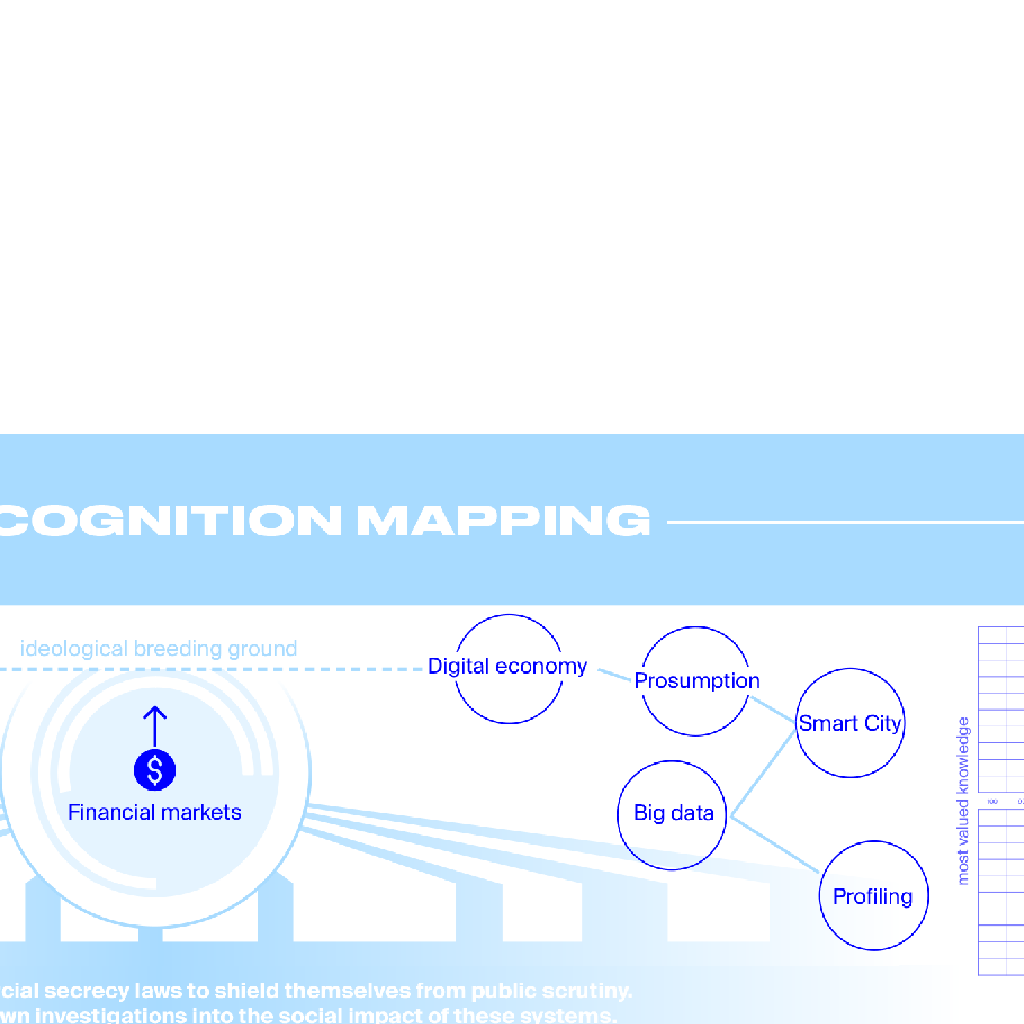 COGNITION MAPPING
ideological breeding ground
Digital economy
Prosumption
Smart City
most valued knowledge
$
Financial markets
Big data
Profiling
100
cial secrecy laws to shield themselves from public scrutiny.
wn investigations into the social impact of these systems.